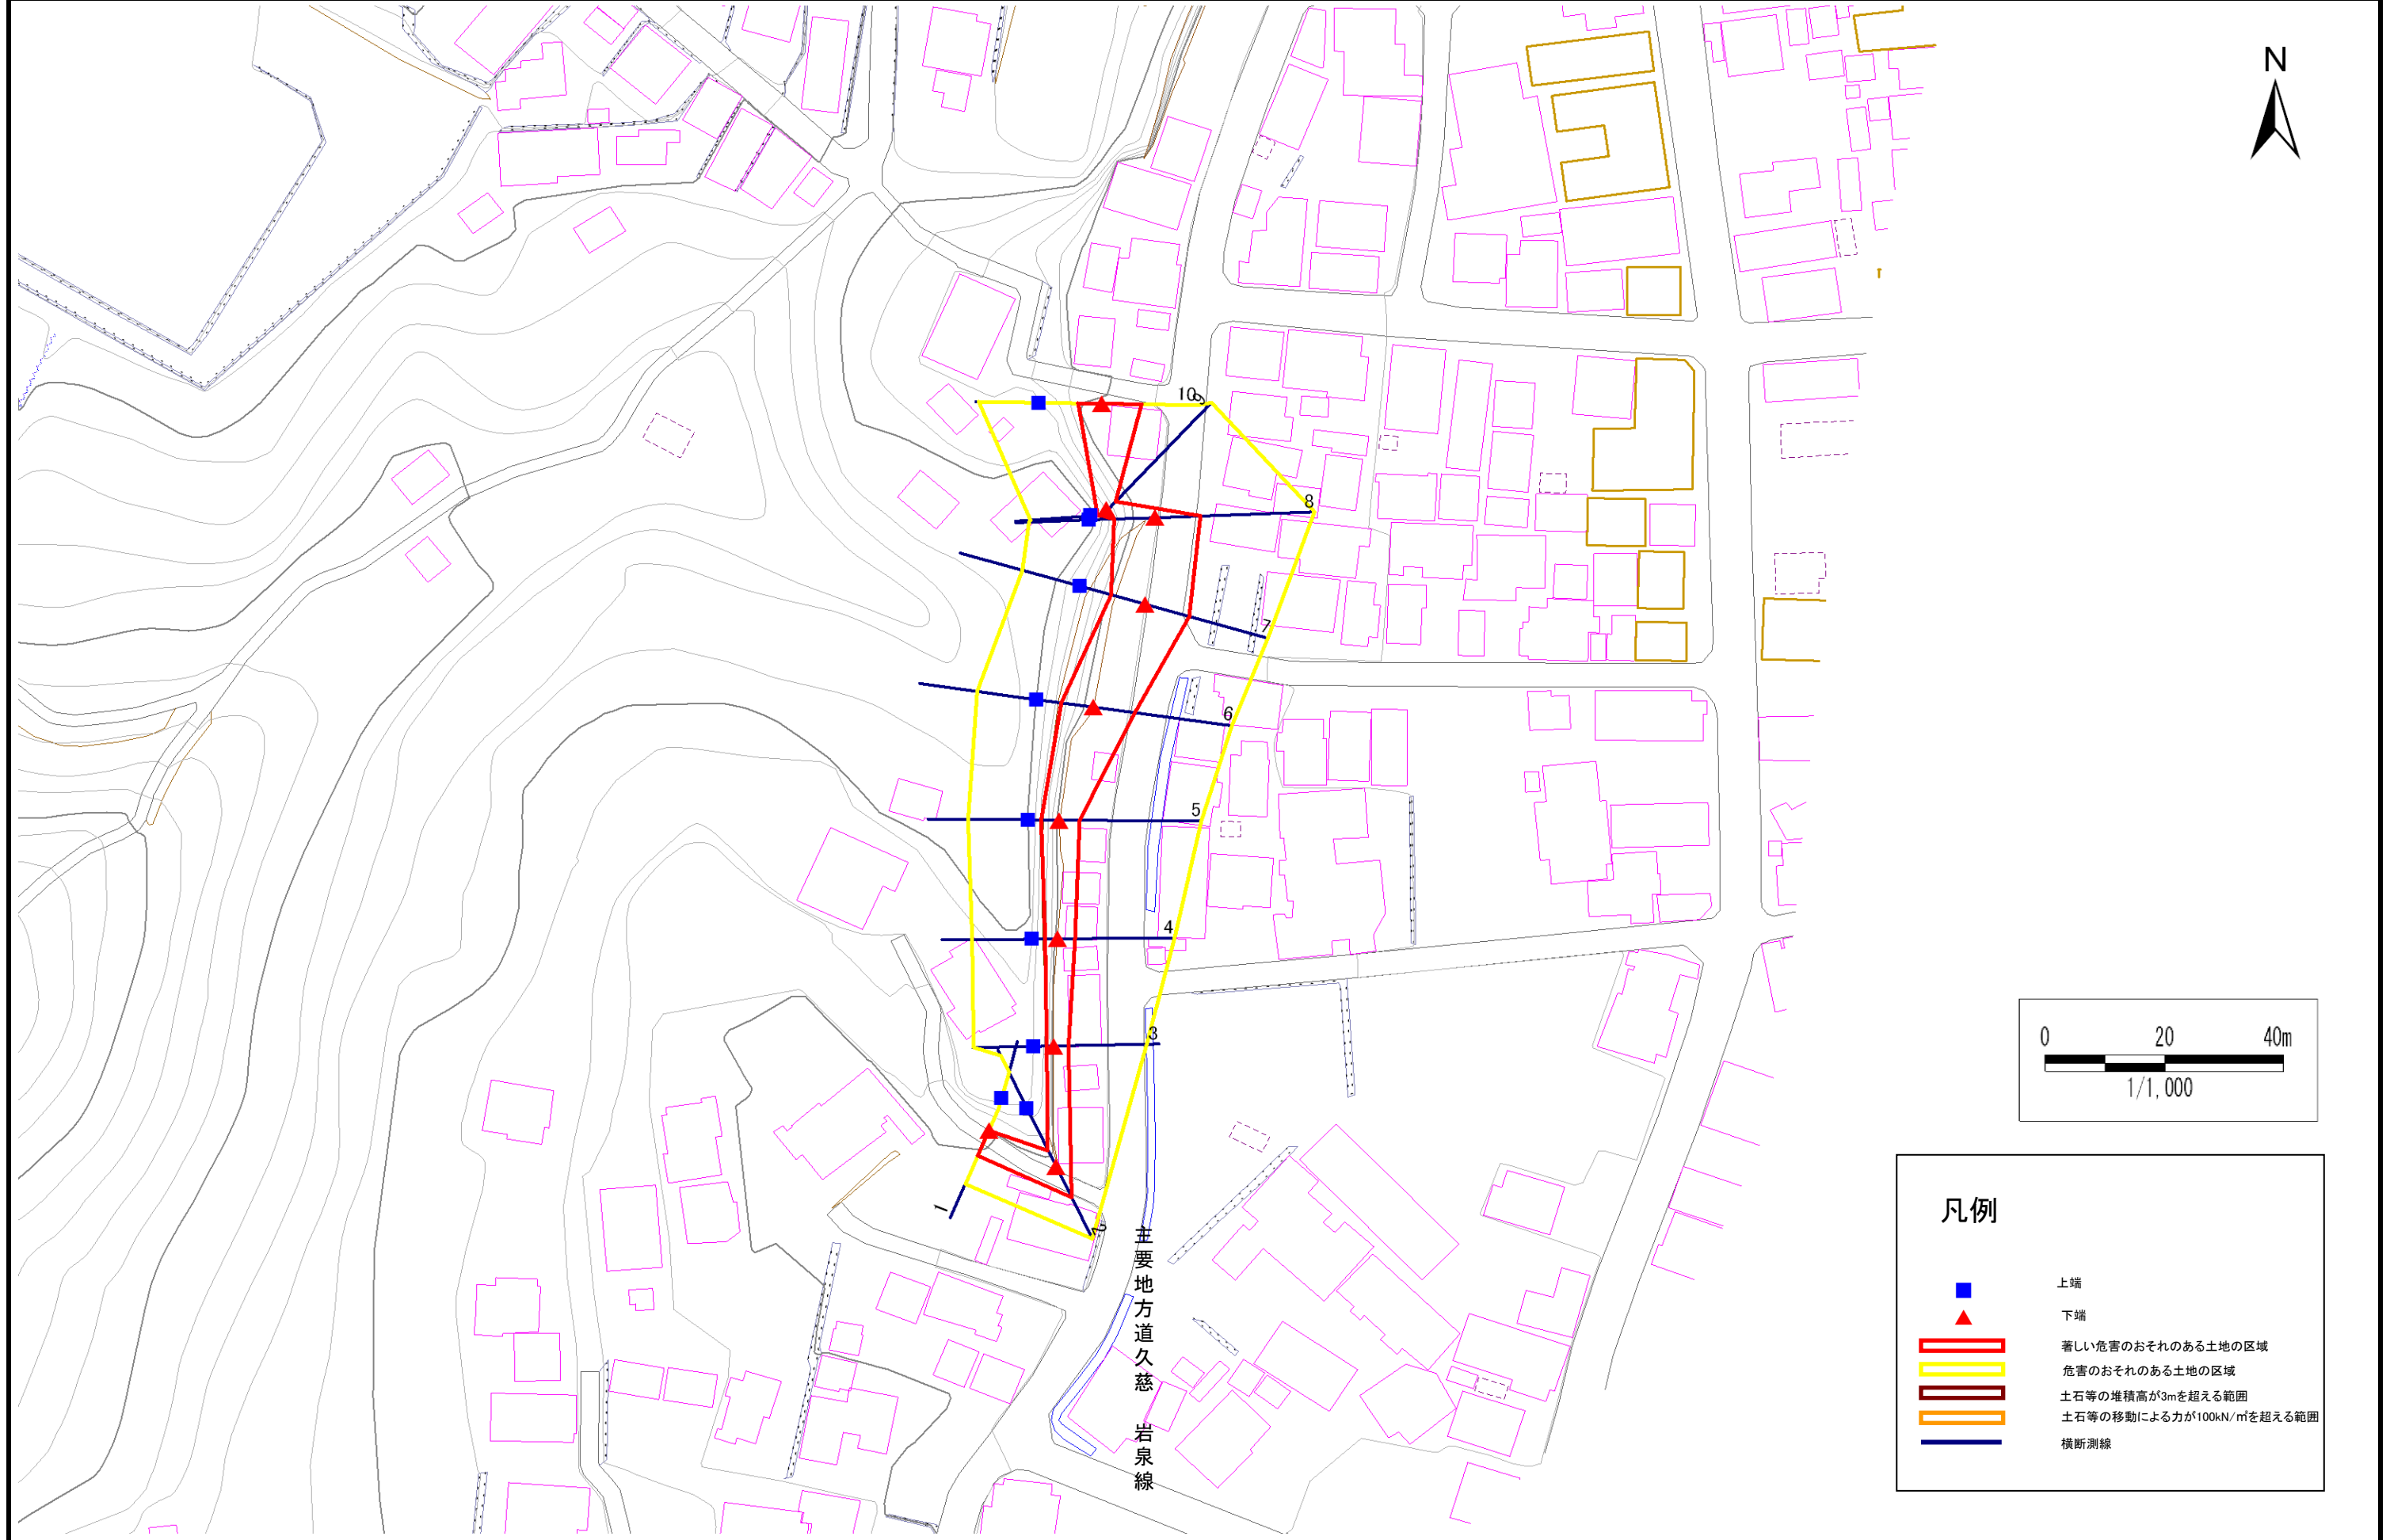 N
10
9
8
7
6
5
4
3
2
1
主要地方道久慈 岩泉線
0 20 40m
1/1,000
凡例
上端
下端
著しい危害のおそれのある土地の区域
危害のおそれのある土地の区域
土石等の堆積高が3mを超える範囲
土石等の移動による力が100kN/㎡を超える範囲
横断測線